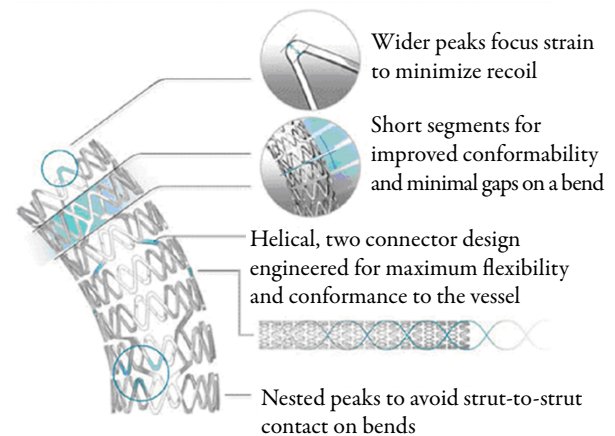 Wider peaks focus strain
to minimize recoil
Short segments for
improved conformability
and minimal gaps on a bend
Helical, two connector design
engineered for maximum flexibility
and conformance to the vessel
Nested peaks to avoid strut-to-strut
contact on bends